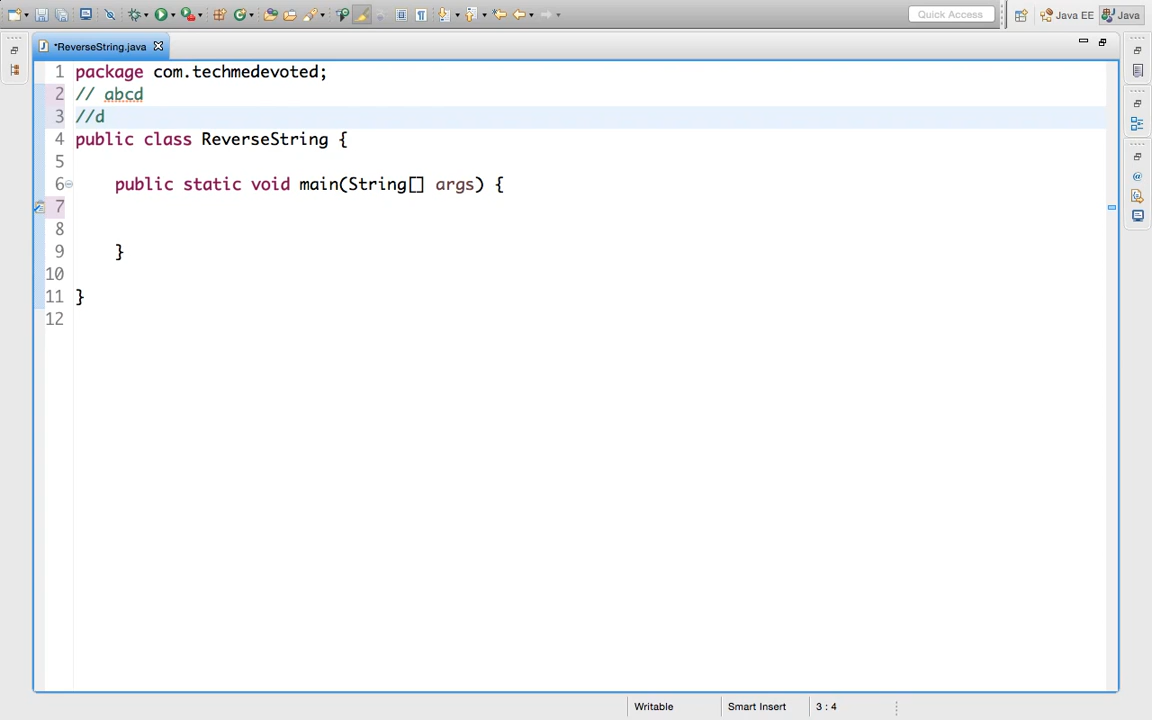 Quick Access
Java EE
Java
*ReverseString.java
1 package com.techmedevoted;
2 // abcd
3 //d
4 public class ReverseString {
5
6 public static void main(String[] args) {
7
8
9 }
10
11 }
12
Writable
Smart Insert
3 : 4